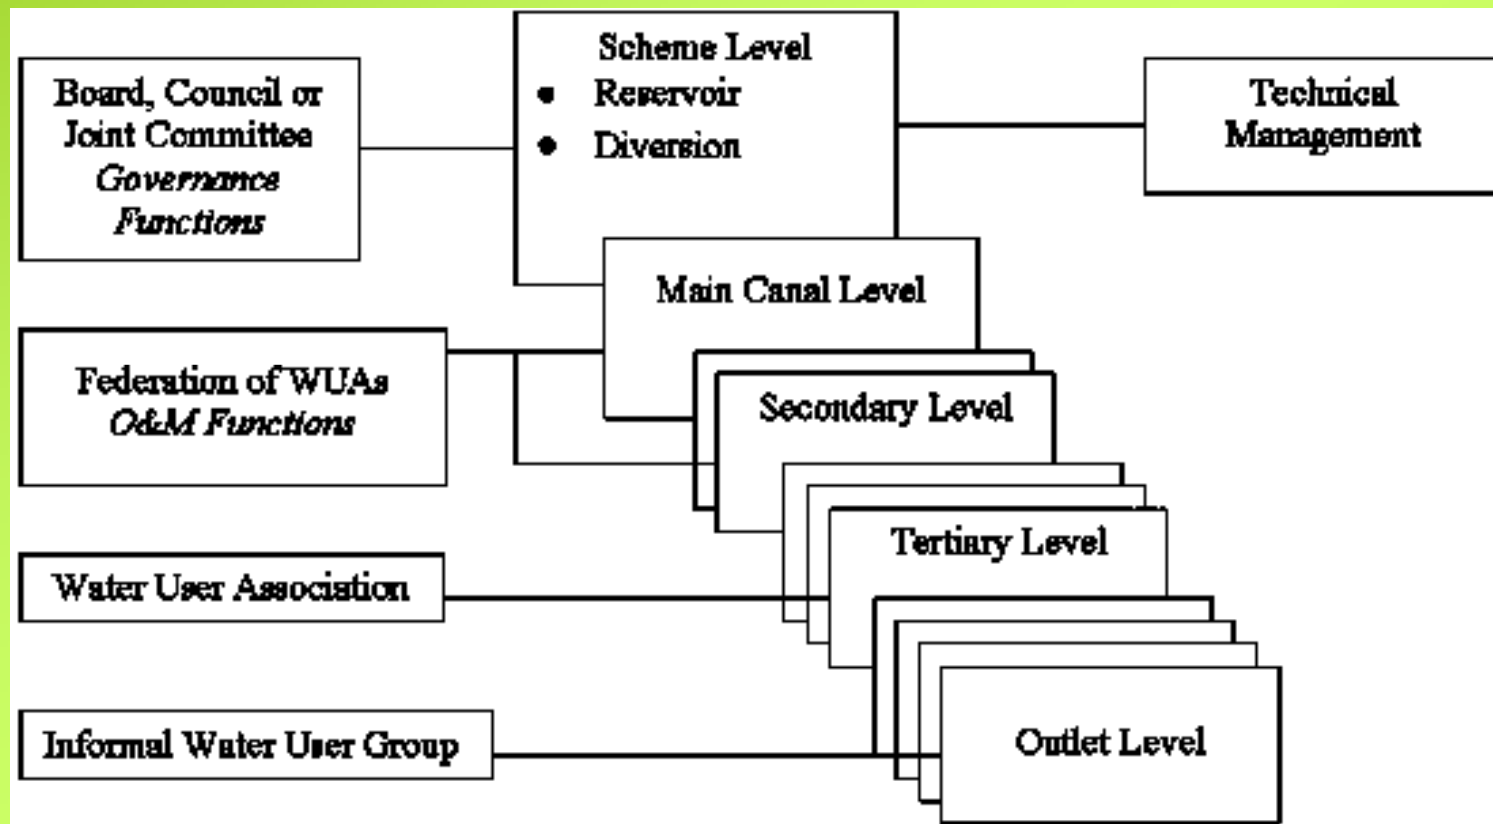 Board, Council or
Joint Committee
Governance
Functions
Scheme Level
• Reservoir
• Diversion
Technical
Management
Main Canal Level
Federation of WUAs
O&M Functions
Secondary Level
Tertiary Level
Water User Association
Informal Water User Group
Outlet Level